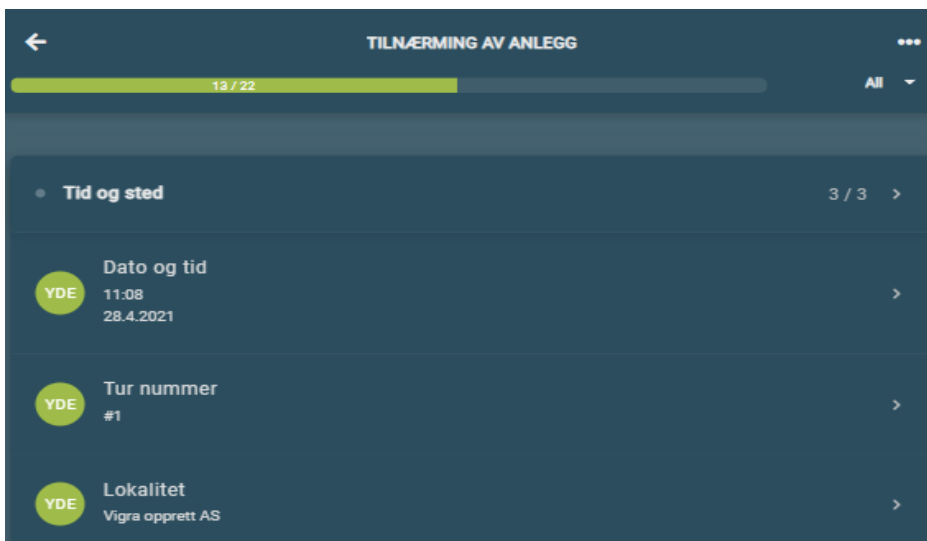 TILNÆRMING AV ANLEGG
13 / 22
All
Tid og sted
3 / 3
YDE
Dato og tid
11:08
28.4.2021
YDE
Tur nummer
#1
YDE
Lokalitet
Vigra opprett AS